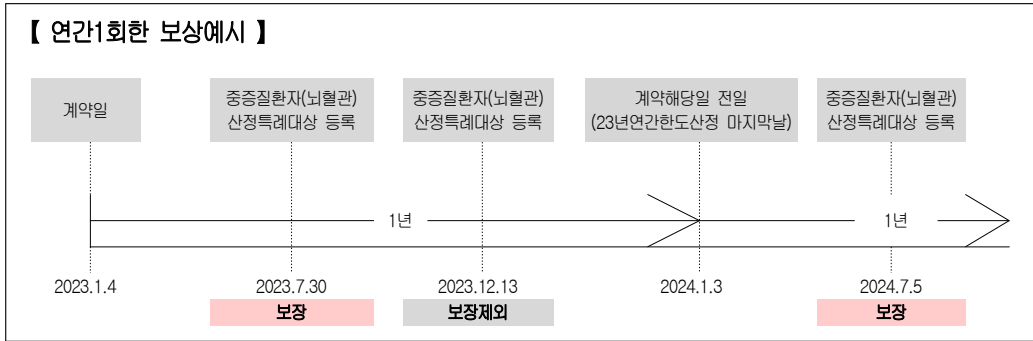 【 연간1회한 보상예시 】
계약일
중증질환자(뇌혈관)
산정특례대상 등록
중증질환자(뇌혈관)
산정특례대상 등록
계약해당일 전일
(23년연간한도산정 마지막날)
중증질환자(뇌혈관)
산정특례대상 등록
1년
1년
2023.1.4
2023.7.30
2023.12.13
2024.1.3
2024.7.5
보장
보장제외
보장